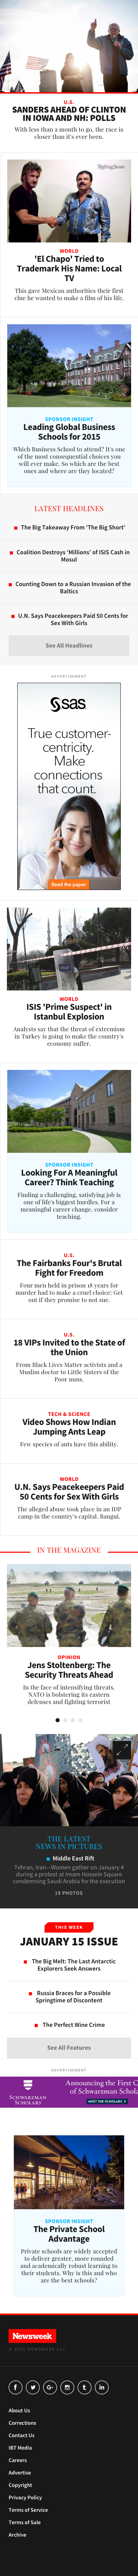 U.S.
SANDERS AHEAD OF CLINTON
IN IOWA AND NH: POLLS
With less than a month to go, the race is
closer than it's ever been.
RollingStone
WORLD
'El Chapo' Tried to
Trademark His Name: Local
TV
This gave Mexican authorities their first
clue he wanted to make a film of his life.
SPONSOR INSIGHT
Leading Global Business
Schools for 2015
Which Business School to attend? It's one
of the most consequential choices you
will ever make. So which are the best
ones and where are they located?
LATEST HEADLINES
The Big Takeaway From 'The Big Short'
Coalition Destroys 'Millions' of ISIS Cash in
Mosul
Counting Down to a Russian Invasion of the
Baltics
U.N. Says Peacekeepers Paid 50 Cents for
Sex With Girls
See All Headlines
ADVERTISEMENT
sas
True customer-
centricity.
Make
connections
that count.
Read the paper
WORLD
ISIS 'Prime Suspect' in
Istanbul Explosion
Analysts say that the threat of extremism
in Turkey is going to make the country's
economy suffer.
SPONSOR INSIGHT
Looking For A Meaningful
Career? Think Teaching
Finding a challenging, satisfying job is
one of life's biggest hurdles. For a
meaningful career change, consider
teaching.
U.S.
The Fairbanks Four's Brutal
Fight for Freedom
Four men held in prison for years for
murder had to make a cruel choice: Get
out if they promise to not sue.
U.S.
18 VIPs Invited to the State of
the Union
From Black Lives Matter activists and a
Muslim doctor to Little Sisters of the
Poor nuns.
TECH & SCIENCE
Video Shows How Indian
Jumping Ants Leap
Few species of ants have this ability.
WORLD
U.N. Says Peacekeepers Paid
50 Cents for Sex With Girls
The alleged abuse took place in an IDP
camp in the country's capital, Bangui.
IN THE MAGAZINE
OPINION
Jens Stoltenberg: The
Security Threats Ahead
In the face of intensifying threats,
NATO is bolstering its eastern
defenses and fighting terrorist
THE LATEST
NEWS IN PICTURES
Middle East Rift
Tehran, Iran—Women gather on January 4
during a protest at Imam Hossein Square
condemning Saudi Arabia for the execution
19 PHOTOS
THIS WEEK
JANUARY 15 ISSUE
The Big Melt: The Last Antarctic
Explorers Seek Answers
Russia Braces for a Possible
Springtime of Discontent
The Perfect Wine Crime
See All Features
ADVERTISEMENT
SCHWARZMAN
SCHOLARS
Announcing the First C
of Schwarzman Schola
MEET THE SCHOLARS
SPONSOR INSIGHT
The Private School
Advantage
Private schools are widely accepted
to deliver greater, more rounded
and academically robust learning to
their students. Why is this and who
are the best schools?
Newsweek
© 2016 NEWSWEEK LLC
About Us
Corrections
Contact Us
IBT Media
Careers
Advertise
Copyright
Privacy Policy
Terms of Service
Terms of Sale
Archive